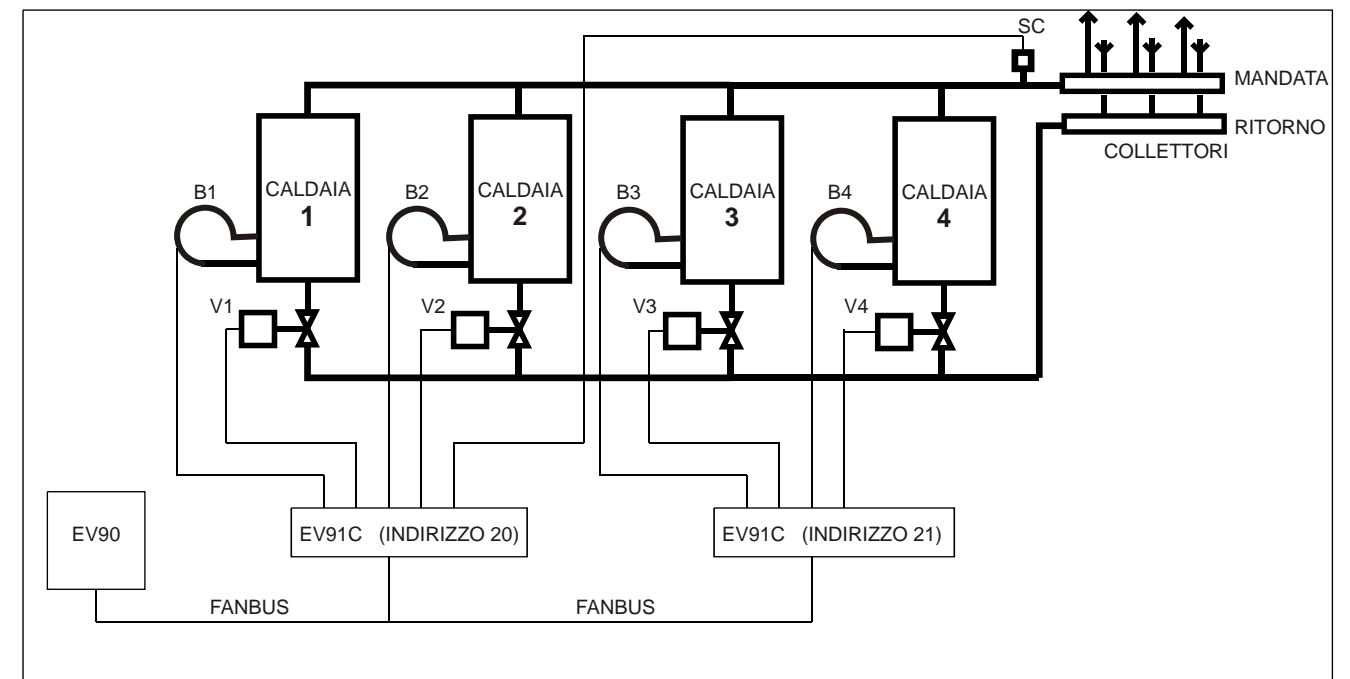 SC
MANDATA
RITORNO
COLLETTORI
B1
CALDAIA
1
B2
CALDAIA
2
B3
CALDAIA
3
B4
CALDAIA
4
V1
V2
V3
V4
EV90
EV91C (INDIRIZZO 20)
EV91C (INDIRIZZO 21)
FANBUS
FANBUS